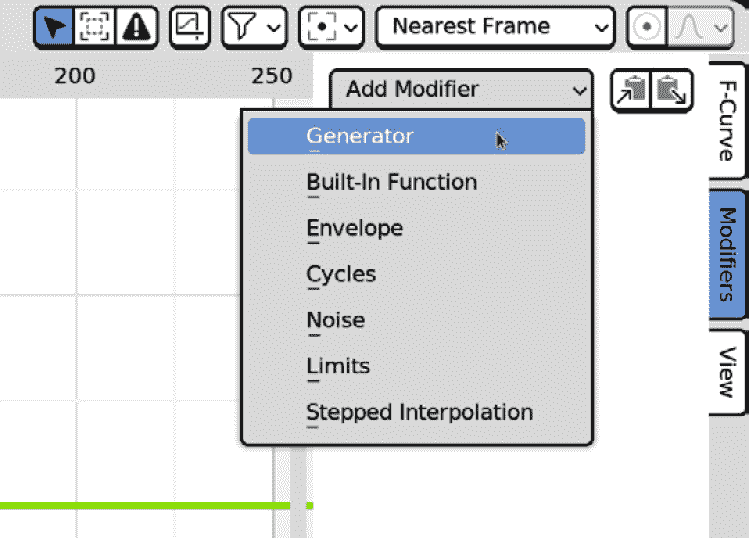 Nearest Frame
200
250
Add Modifier
Generator
Built-In Function
Envelope
Cycles
Noise
Limits
Stepped Interpolation
F-Curve
Modifiers
View